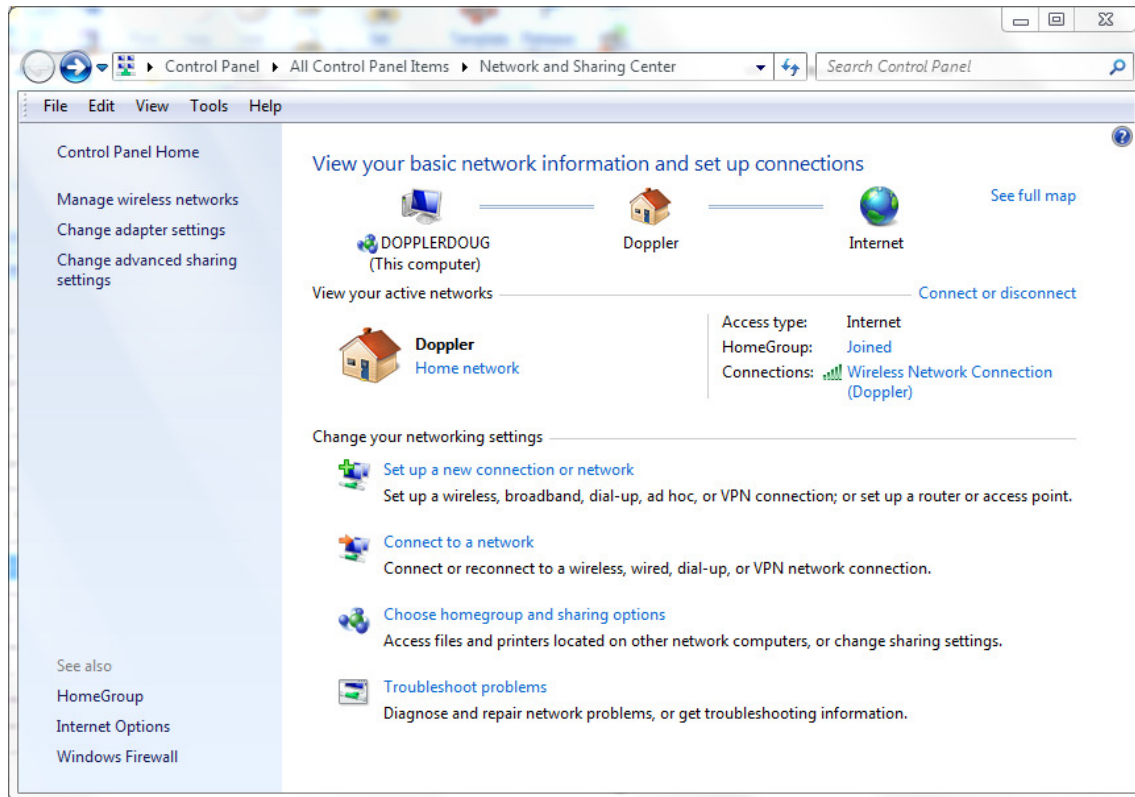 Control Panel ▸ All Control Panel Items ▸ Network and Sharing Center
Search Control Panel
File Edit View Tools Help
Control Panel Home
Manage wireless networks
Change adapter settings
Change advanced sharing
settings
See also
HomeGroup
Internet Options
Windows Firewall
View your basic network information and set up connections
See full map
DOPPLERDOUG
(This computer)
Doppler
Internet
View your active networks
Connect or disconnect
Doppler
Home network
Access type: Internet
HomeGroup: Joined
Connections: Wireless Network Connection
(Doppler)
Change your networking settings
Set up a new connection or network
Set up a wireless, broadband, dial-up, ad hoc, or VPN connection; or set up a router or access point.
Connect to a network
Connect or reconnect to a wireless, wired, dial-up, or VPN network connection.
Choose homegroup and sharing options
Access files and printers located on other network computers, or change sharing settings.
Troubleshoot problems
Diagnose and repair network problems, or get troubleshooting information.